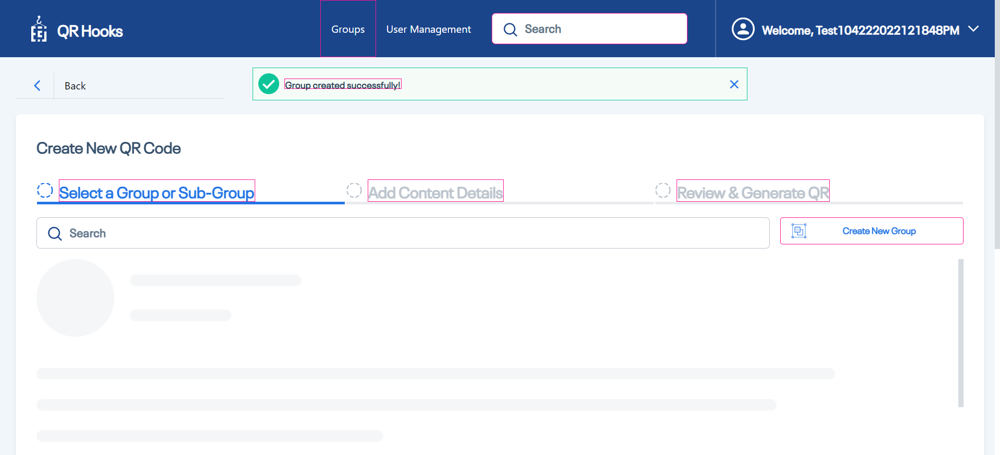 QR Hooks
Groups
User Management
Search
Welcome, Test104222022121848PM
Back
Group created successfully!
Create New QR Code
Select a Group or Sub-Group
Add Content Details
Review & Generate QR
Search
Create New Group